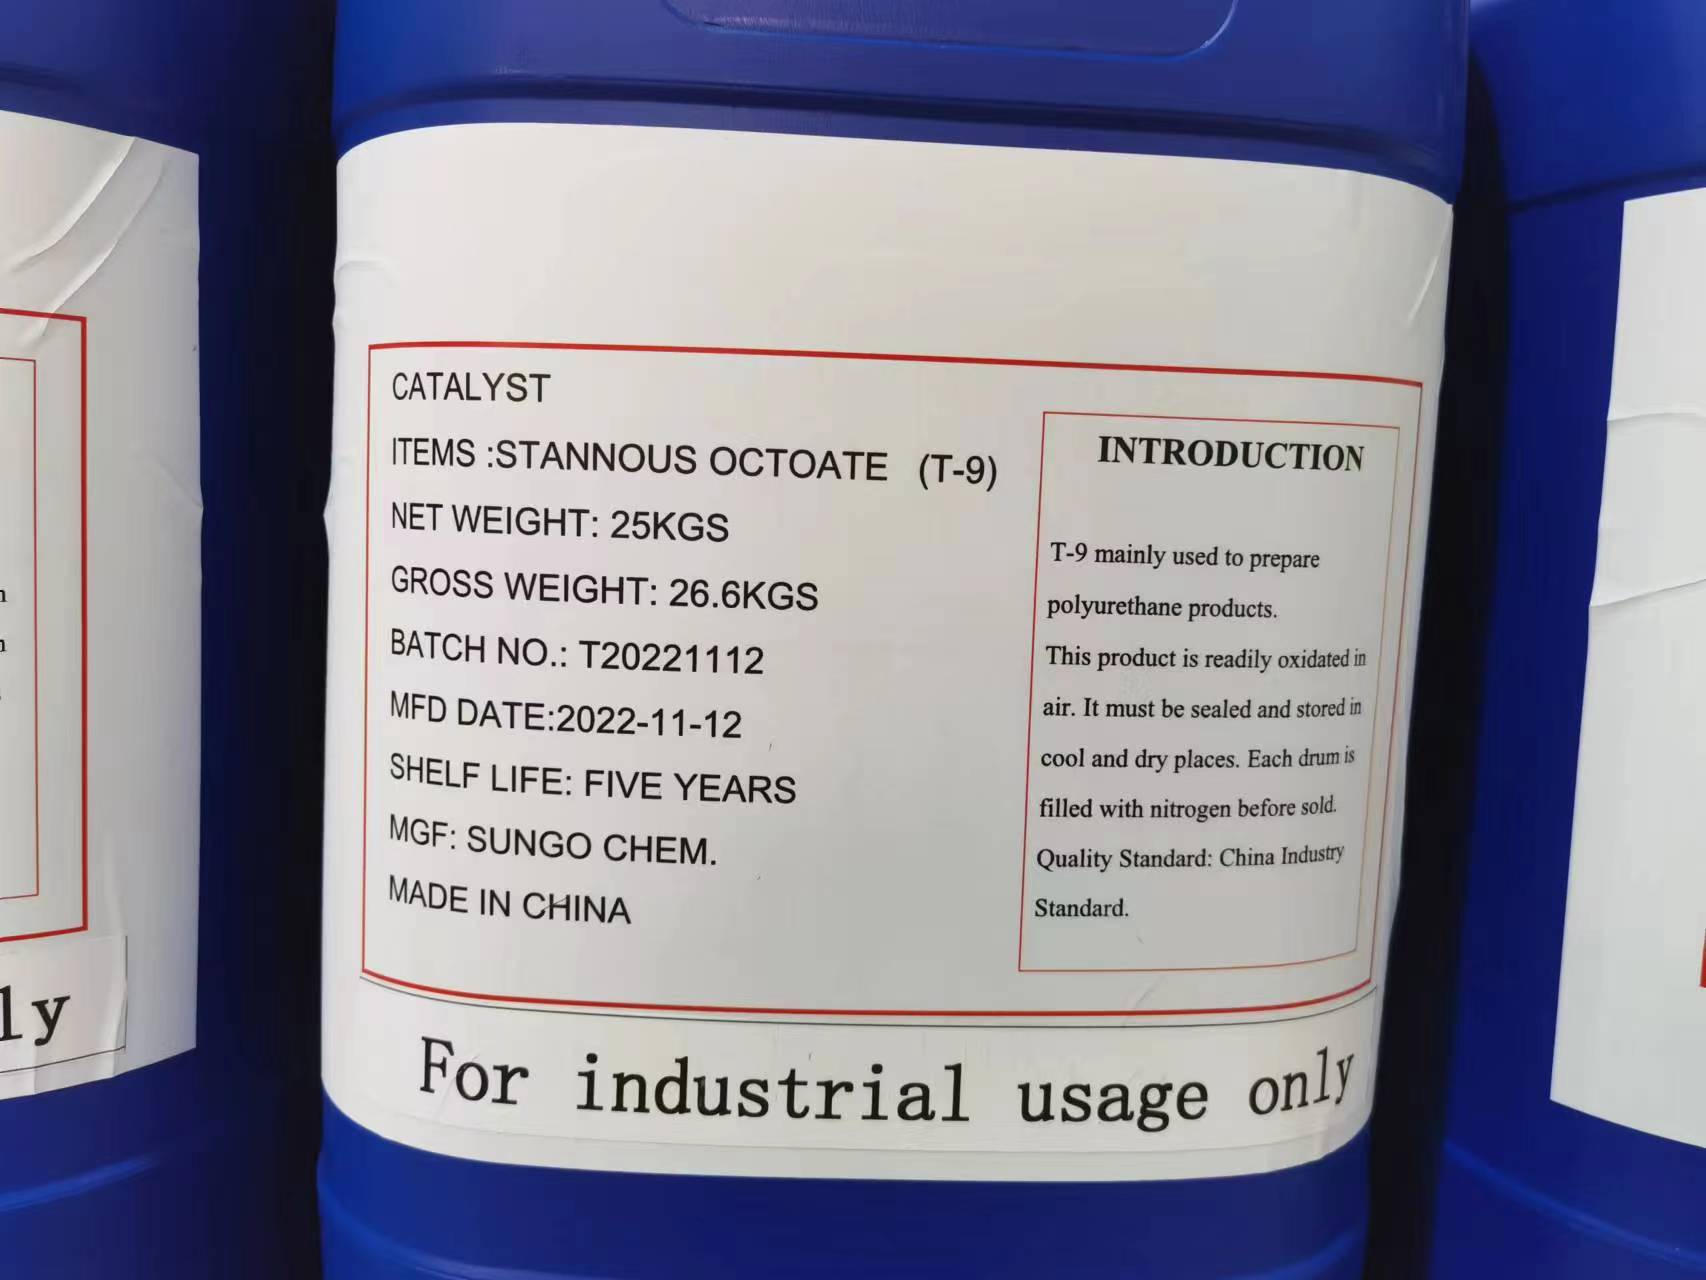 CATALYST
ITEMS :STANNOUS OCTOATE (T-9)
NET WEIGHT: 25KGS
GROSS WEIGHT: 26.6KGS
BATCH NO.: T20221112
MFD DATE:2022-11-12
SHELF LIFE: FIVE YEARS
MGF: SUNGO CHEM.
MADE IN CHINA
INTRODUCTION
T-9 mainly used to prepare
polyurethane products.
This product is readily oxidated in
air. It must be sealed and stored in
cool and dry places. Each drum is
filled with nitrogen before sold.
Quality Standard: China Industry
Standard.
For industrial usage only
ly